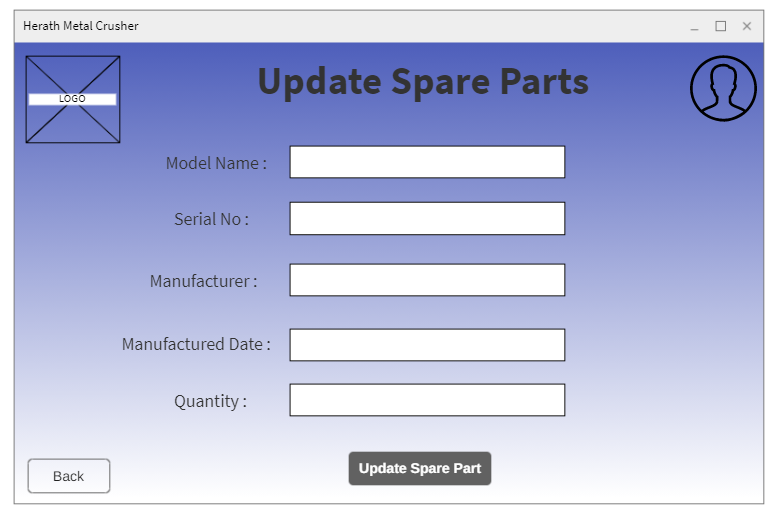 Herath Metal Crusher
LOGO
Update Spare Parts
Model Name :
Serial No :
Manufacturer :
Manufactured Date :
Quantity :
Update Spare Part
Back